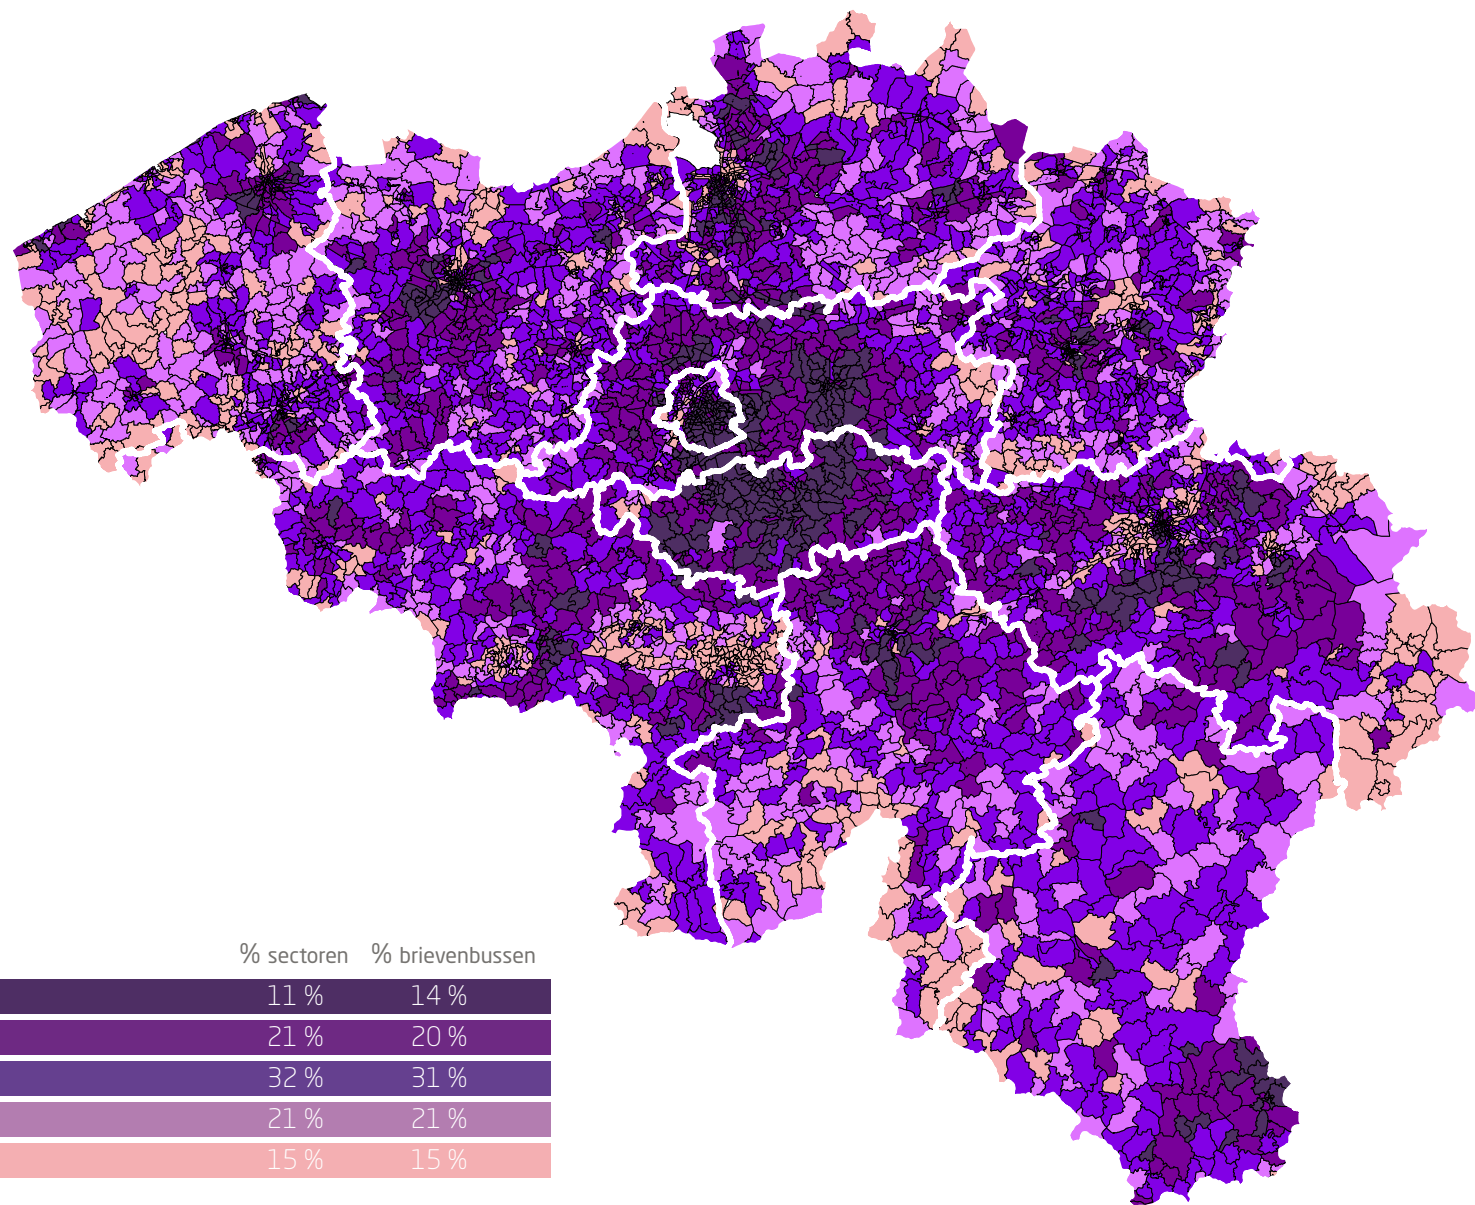 % sectoren % brievenbussen
11 % 14 %
21 % 20 %
32 % 31 %
21 % 21 %
15 % 15 %